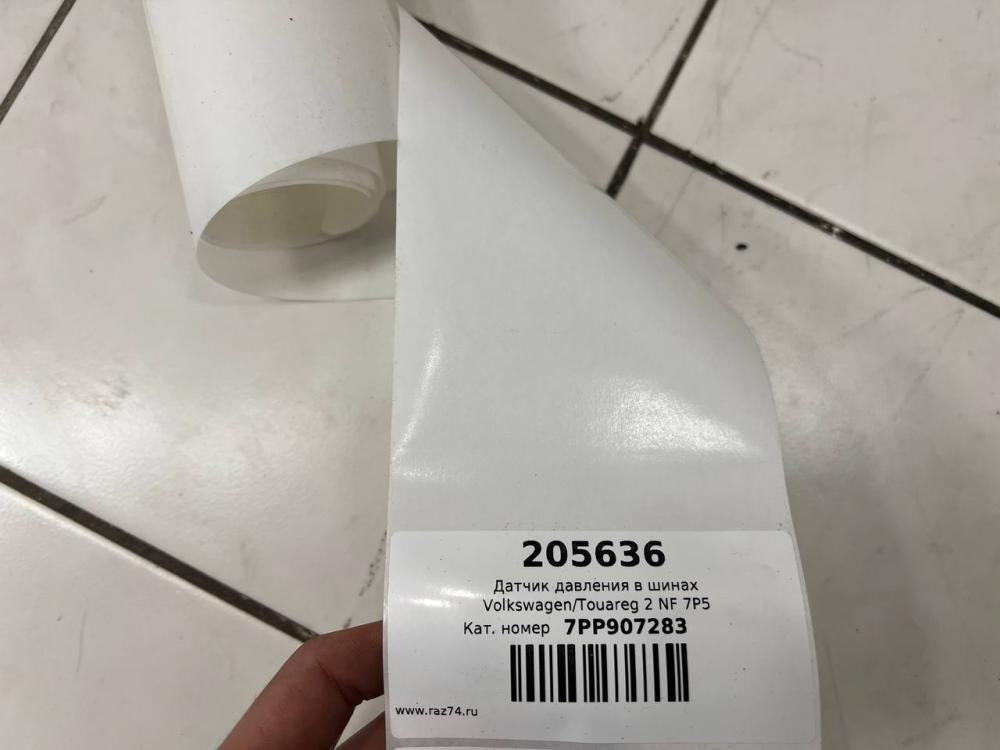 205636
Датчик давления в шинах
Volkswagen/Touareg 2 NF 7P5
Кат. номер 7PP907283
www.raz74.ru